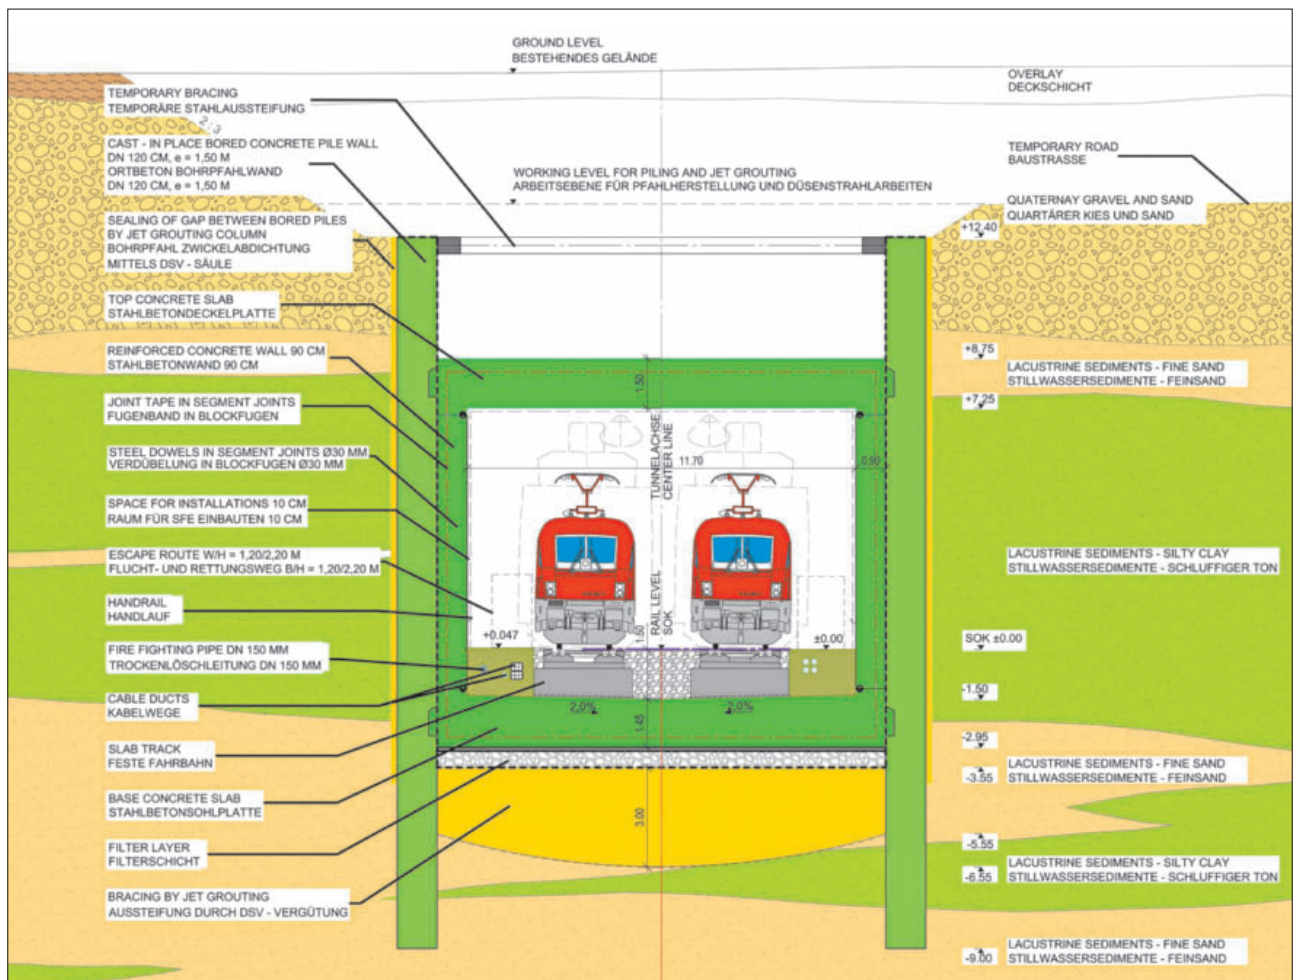 GROUND LEVEL
BESTEHENDES GELÄNDE
OVERLAY
DECKSCHICHT
TEMPORARY BRACING
TEMPORÄRE STAHLAUSSTEIFUNG
2 : 3
CAST - IN PLACE BORED CONCRETE PILE WALL
DN 120 CM, e = 1,50 M
ORTBETON BOHRPFAHLWAND
DN 120 CM, e = 1,50 M
TEMPORARY ROAD
BAUSTRASSE
WORKING LEVEL FOR PILING AND JET GROUTING
ARBEITSEBENE FÜR PFAHLHERSTELLUNG UND DÜSENSTRAHLARBEITEN
QUATERNAY GRAVEL AND SAND
QUARTÄRER KIES UND SAND
+12.40
SEALING OF GAP BETWEEN BORED PILES
BY JET GROUTING COLUMN
BOHRPFAHL ZWICKELABDICHTUNG
MITTELS DSV - SÄULE
TOP CONCRETE SLAB
STAHLBETONDECKELPLATTE
REINFORCED CONCRETE WALL 90 CM
STAHLBETONWAND 90 CM
+8.75
LACUSTRINE SEDIMENTS - FINE SAND
STILLWASSERSEDIMENTE - FEINSAND
1.50
+7.25
JOINT TAPE IN SEGMENT JOINTS
FUGENBAND IN BLOCKFUGEN
TUNNELACHSE
CENTER LINE
STEEL DOWELS IN SEGMENT JOINTS Ø30 MM
VERDÜBELUNG IN BLOCKFUGEN Ø30 MM
11.70
0.90
SPACE FOR INSTALLATIONS 10 CM
RAUM FÜR SFE EINBAUTEN 10 CM
ESCAPE ROUTE W/H = 1,20/2,20 M
FLUCHT- UND RETTUNGSWEG B/H = 1,20/2,20 M
LACUSTRINE SEDIMENTS - SILTY CLAY
STILLWASSERSEDIMENTE - SCHLUFFIGER TON
HANDRAIL
HANDLAUF
RAIL LEVEL
SOK
1.50
+0.047
±0.00
SOK ±0.00
FIRE FIGHTING PIPE DN 150 MM
TROCKENLÖSCHLEITUNG DN 150 MM
CABLE DUCTS
KABELWEGE
-1.50
2,0%
2,0%
1.45
-2.95
SLAB TRACK
FESTE FAHRBAHN
LACUSTRINE SEDIMENTS - FINE SAND
-3.55
STILLWASSERSEDIMENTE - FEINSAND
BASE CONCRETE SLAB
STAHLBETONSOHLPLATTE
3.00
FILTER LAYER
FILTERSCHICHT
-5.55
LACUSTRINE SEDIMENTS - SILTY CLAY
-6.55
STILLWASSERSEDIMENTE - SCHLUFFIGER TON
BRACING BY JET GROUTING
AUSSTEIFUNG DURCH DSV - VERGÜTUNG
LACUSTRINE SEDIMENTS - FINE SAND
-9.00
STILLWASSERSEDIMENTE - FEINSAND